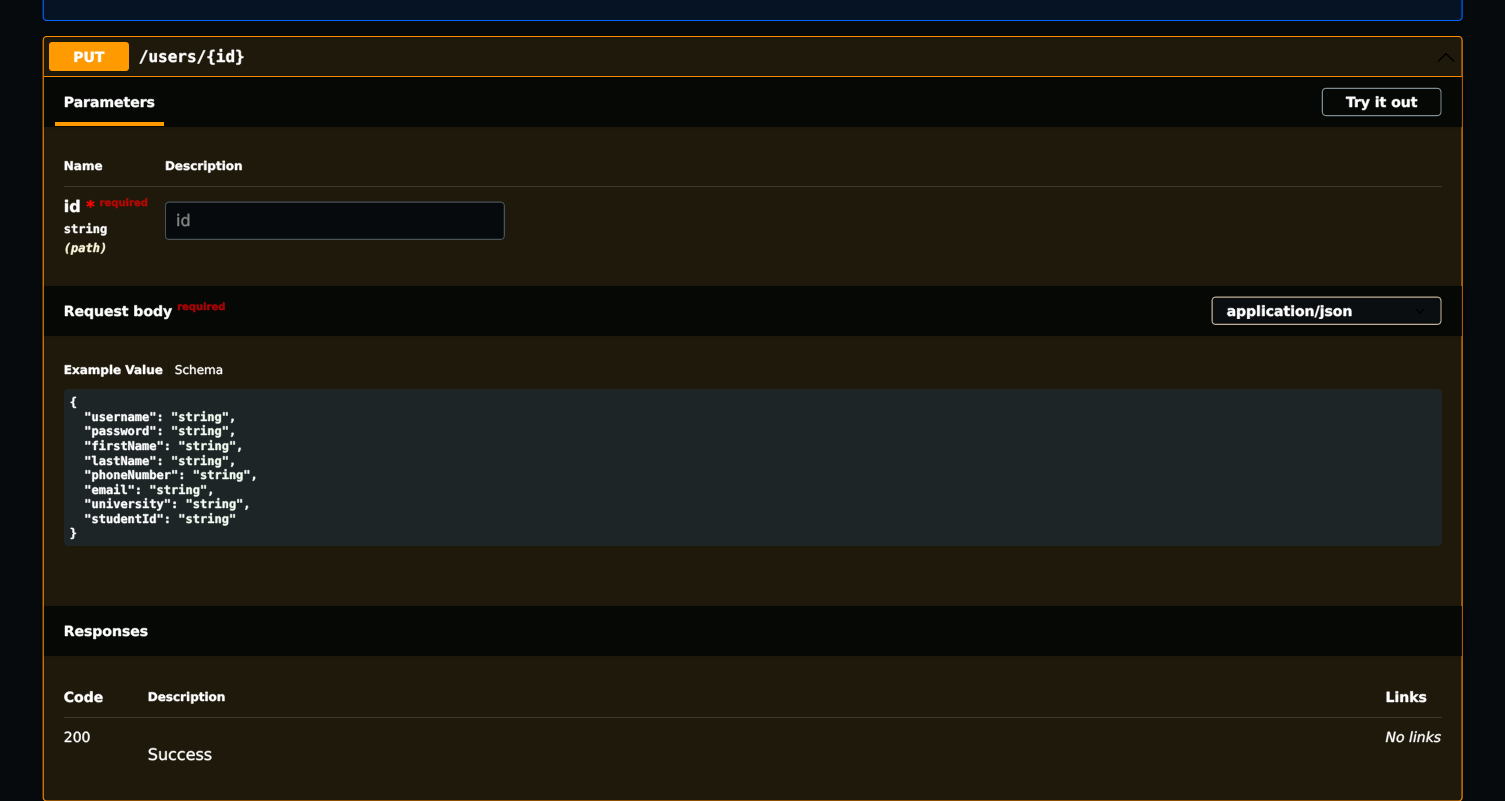 PUT /users/{id}
Parameters
Try it out
Name Description
id * required
string
(path)
id
Request body required
application/json
Example Value Schema
{
  "username": "string",
  "password": "string",
  "firstName": "string",
  "lastName": "string",
  "phoneNumber": "string",
  "email": "string",
  "university": "string",
  "studentId": "string"
}
Responses
Code Description Links
200 Success No links